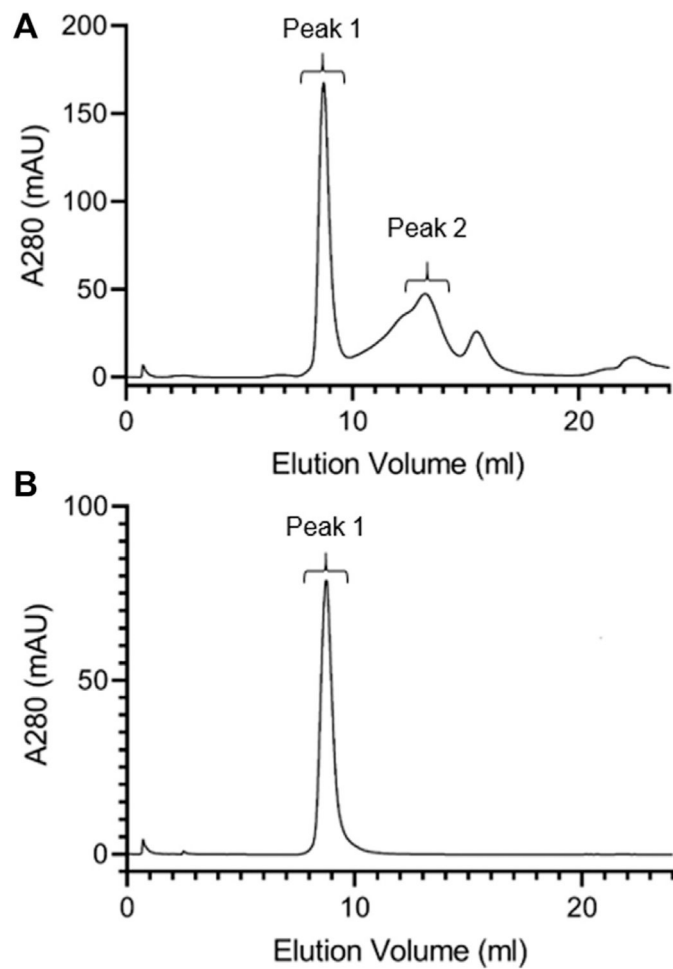 A
Peak 1
Peak 2
A280 (mAU)
200
150
100
50
0
0 10 20
Elution Volume (ml)
B
Peak 1
A280 (mAU)
100
50
0
0 10 20
Elution Volume (ml)